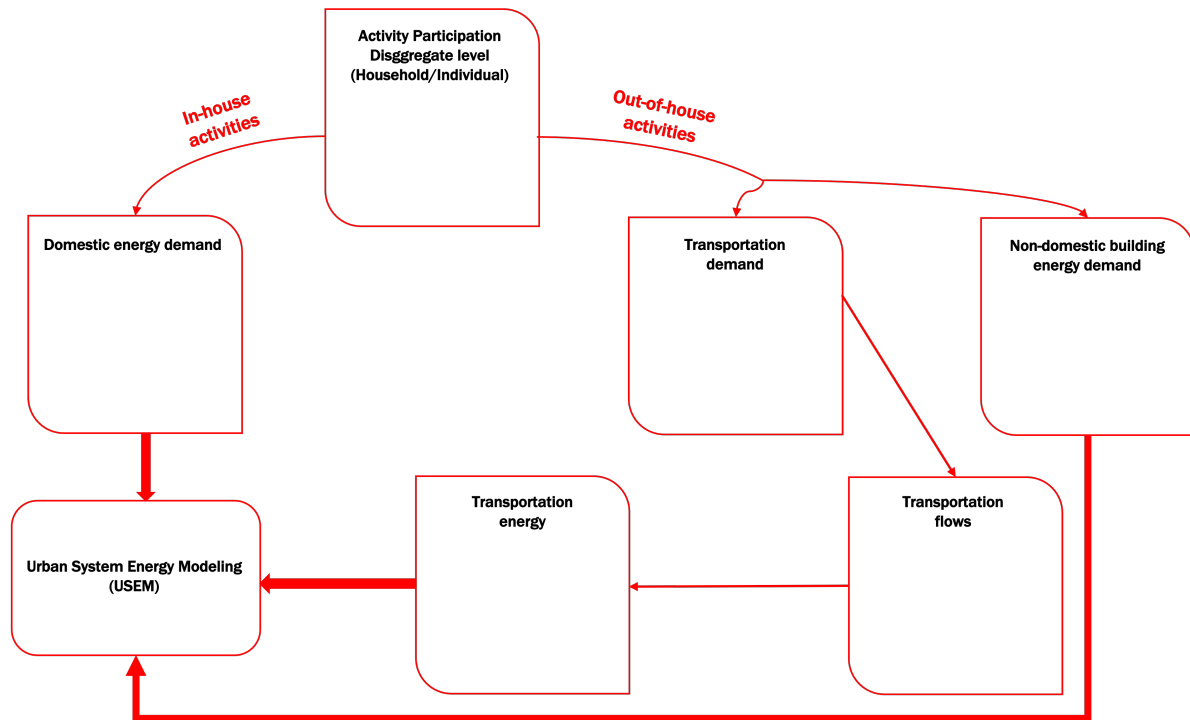 Activity Participation
Disggregate level
(Household/Individual)
In-house
activities
Out-of-house
activities
Domestic energy demand
Transportation
demand
Non-domestic building
energy demand
Transportation
energy
Transportation
flows
Urban System Energy Modeling
(USEM)